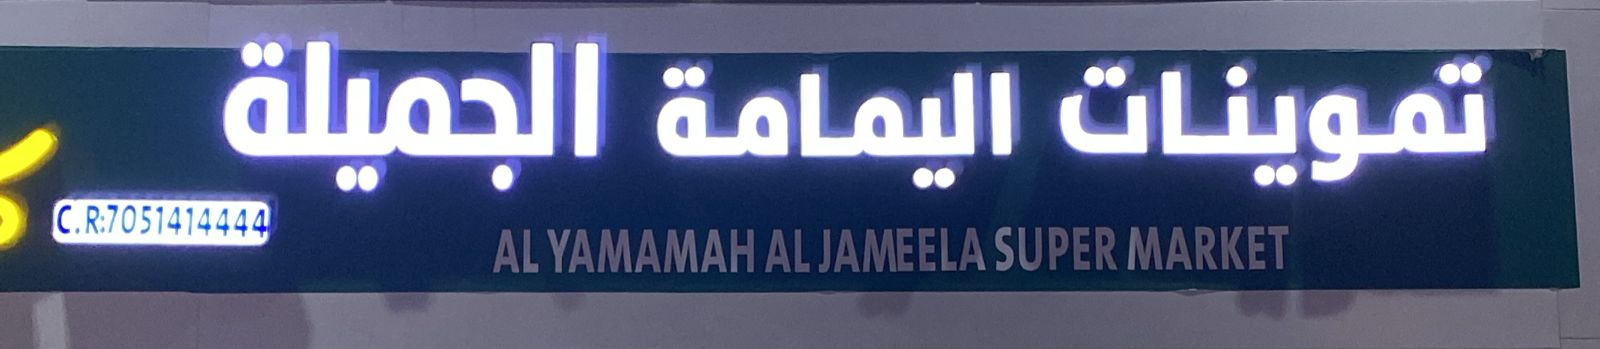 تموينات اليمامة الجميلة
C.R:7051414444
AL YAMAMAH AL JAMEELA SUPER MARKET